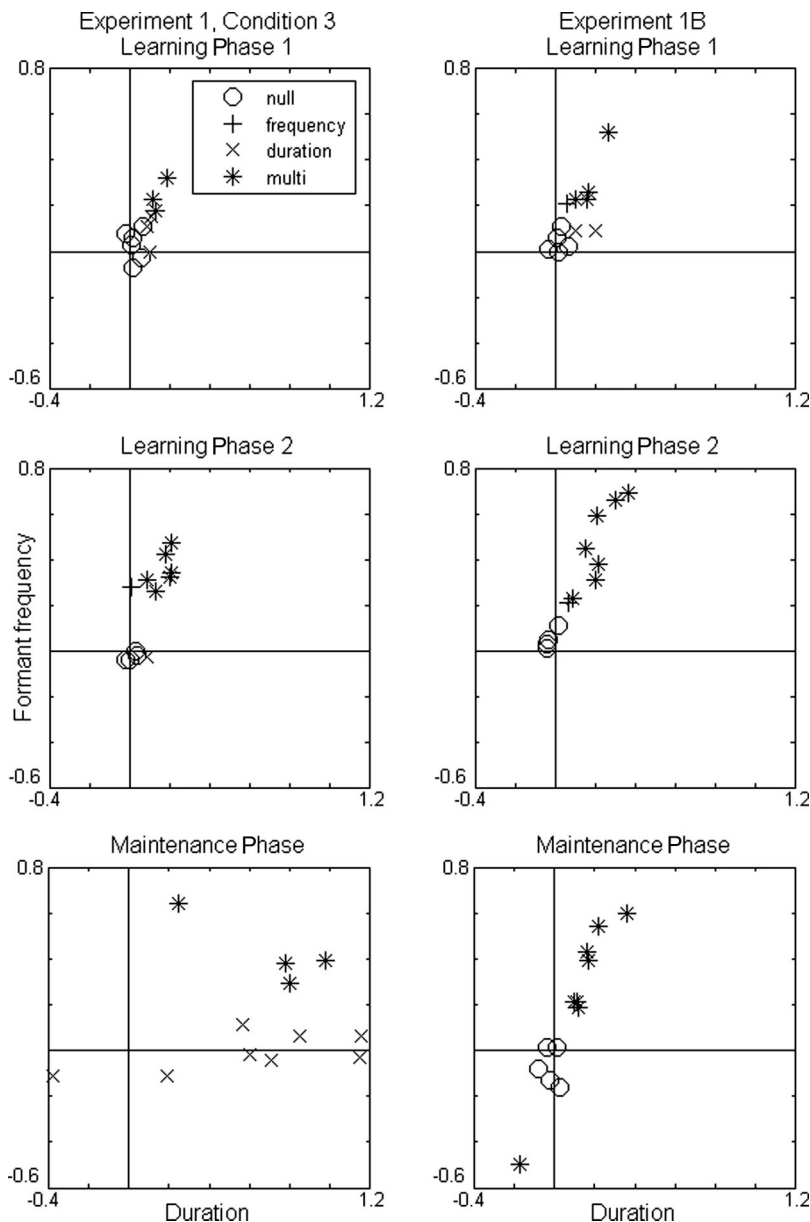 Experiment 1, Condition 3
Learning Phase 1
0.8
null
frequency
duration
multi
-0.6
-0.4
1.2
Experiment 1B
Learning Phase 1
0.8
-0.6
-0.4
1.2
Learning Phase 2
0.8
Formant frequency
-0.6
-0.4
1.2
Learning Phase 2
0.8
-0.6
-0.4
1.2
Maintenance Phase
0.8
-0.6
-0.4
1.2
Duration
Maintenance Phase
0.8
-0.6
-0.4
1.2
Duration